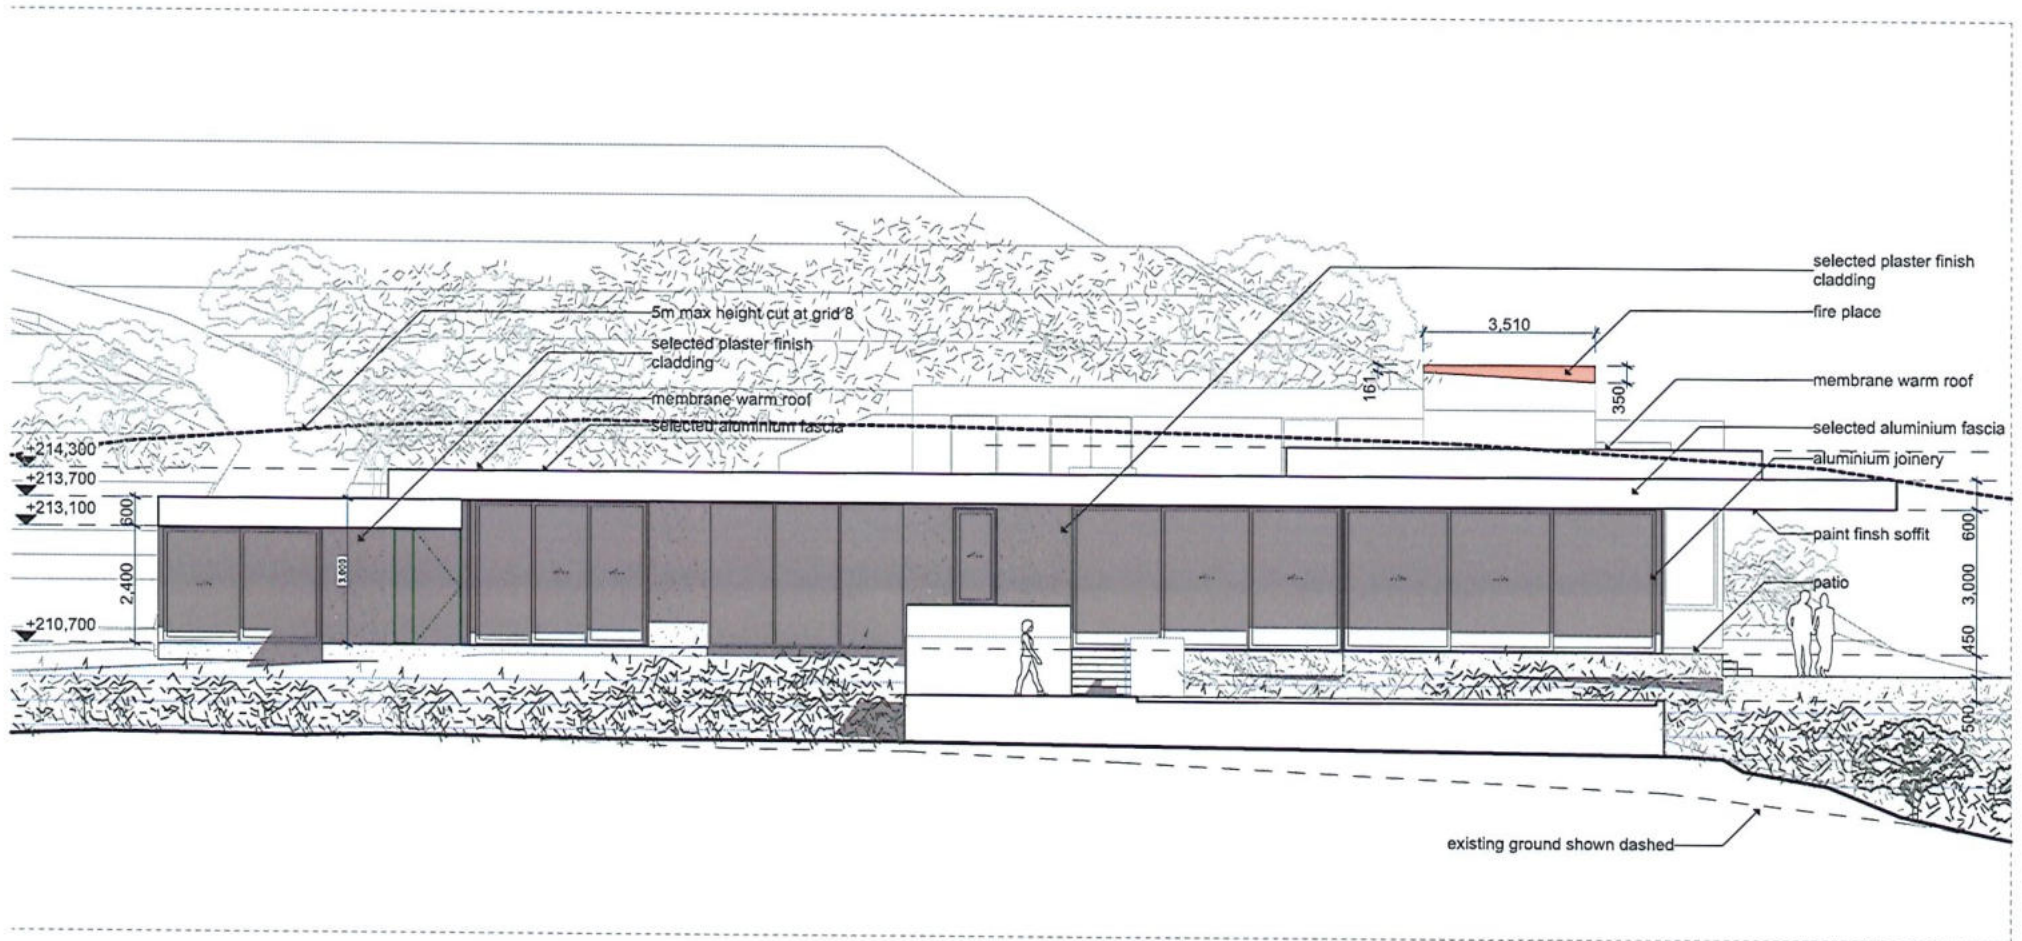 selected plaster finish
cladding
fire place
3,510
161
350
membrane warm roof
selected aluminium fascia
aluminium joinery
5m max height cut at grid 8
selected plaster finish
cladding
membrane warm roof
selected aluminium fascia
+214,300
+213,700
+213,100
600
3,000
2,400
+210,700
600
paint finsh soffit
3,000
patio
450
500
existing ground shown dashed